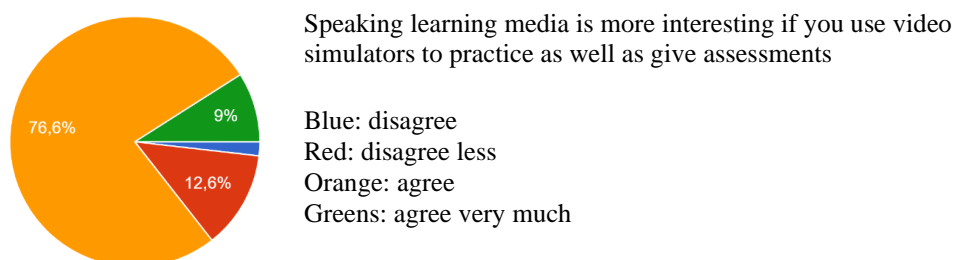 Speaking learning media is more interesting if you use video
simulators to practice as well as give assessments
76,6%
9%
12,6%
Blue: disagree
Red: disagree less
Orange: agree
Greens: agree very much